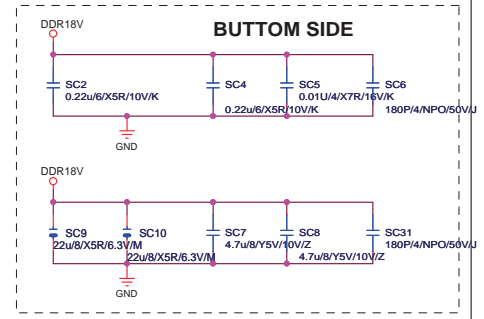 DDR18V
BUTTOM SIDE
SC2
0.22u/6/X5R/10V/K
SC4
0.22u/6/X5R/10V/K
SC5
0.01U/4/X7R/16V/K
SC6
180P/4/NPO/50V/J
GND
DDR18V
SC9
22u/8/X5R/6.3V/M
SC10
22u/8/X5R/6.3V/M
SC7
4.7u/8/Y5V/10V/Z
SC8
4.7u/8/Y5V/10V/Z
SC31
180P/4/NPO/50V/J
GND